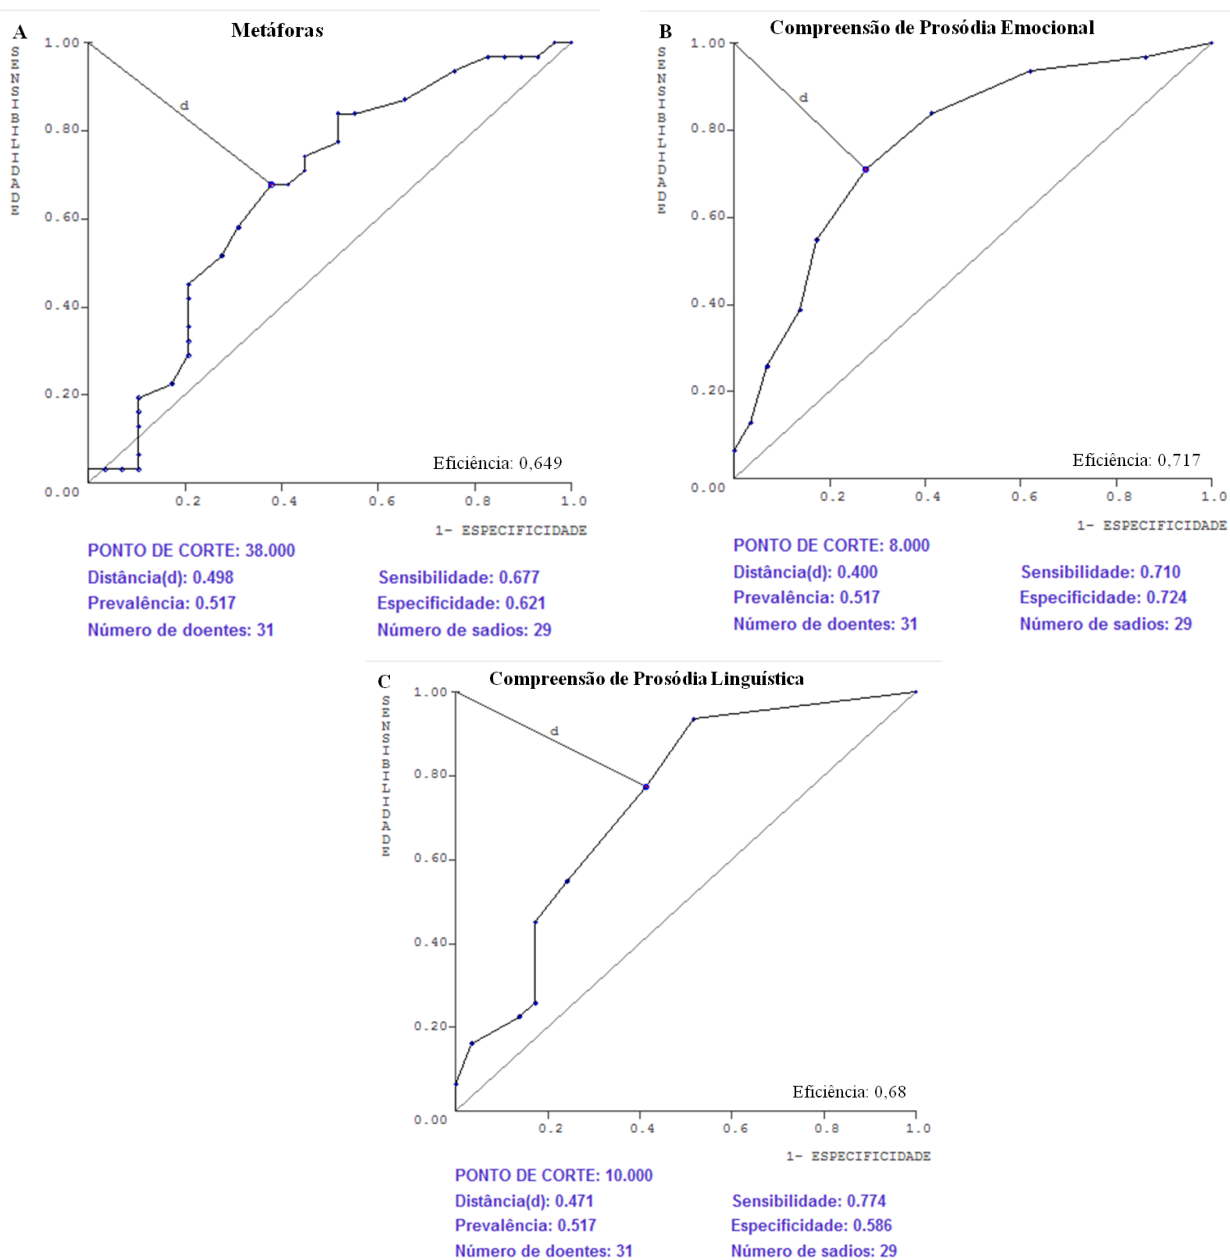 A
Metáforas
1.00
SENSIBILIDADE
d
0.80
0.60
0.40
0.20
0.00
Eficiência: 0,649
0.2 0.4 0.6 0.8 1.0
1- ESPECIFICIDADE
PONTO DE CORTE: 38.000
Distância(d): 0.498 Sensibilidade: 0.677
Prevalência: 0.517 Especificidade: 0.621
Número de doentes: 31 Número de sadios: 29
B
Compreensão de Prosódia Emocional
1.00
SENSIBILIDADE
d
0.80
0.60
0.40
0.20
0.00
Eficiência: 0,717
0.2 0.4 0.6 0.8 1.0
1- ESPECIFICIDADE
PONTO DE CORTE: 8.000
Distância(d): 0.400 Sensibilidade: 0.710
Prevalência: 0.517 Especificidade: 0.724
Número de doentes: 31 Número de sadios: 29
C
Compreensão de Prosódia Linguística
1.00
SENSIBILIDADE
d
0.80
0.60
0.40
0.20
0.00
Eficiência: 0,68
0.2 0.4 0.6 0.8 1.0
1- ESPECIFICIDADE
PONTO DE CORTE: 10.000
Distância(d): 0.471 Sensibilidade: 0.774
Prevalência: 0.517 Especificidade: 0.586
Número de doentes: 31 Número de sadios: 29